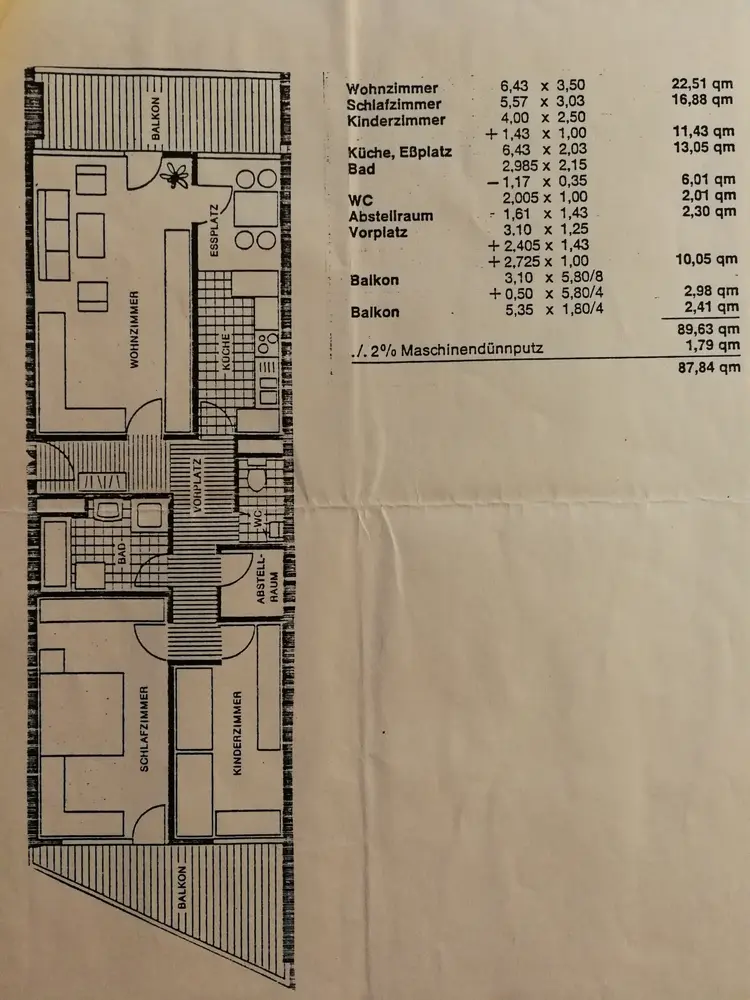 Wohnzimmer 6,43 x 3,50 22,51 qm
Schlafzimmer 5,57 x 3,03 16,88 qm
Kinderzimmer 4,00 x 2,50
+ 1,43 x 1,00 11,43 qm
Küche, Eßplatz 6,43 x 2,03 13,05 qm
Bad 2,985 x 2,15
− 1,17 x 0,35 6,01 qm
WC 2,005 x 1,00 2,01 qm
Abstellraum - 1,61 x 1,43 2,30 qm
Vorplatz 3,10 x 1,25
+ 2,405 x 1,43
+ 2,725 x 1,00 10,05 qm
Balkon 3,10 x 5,80/8
+ 0,50 x 5,80/4 2,98 qm
Balkon 5,35 x 1,80/4 2,41 qm
89,63 qm
./. 2% Maschinendünnputz 1,79 qm
87,84 qm
BALKON
ESSPLATZ
WOHNZIMMER
KÜCHE
VORPLATZ
WC
BAD
ABSTELL-
RAUM
SCHLAFZIMMER
KINDERZIMMER
BALKON